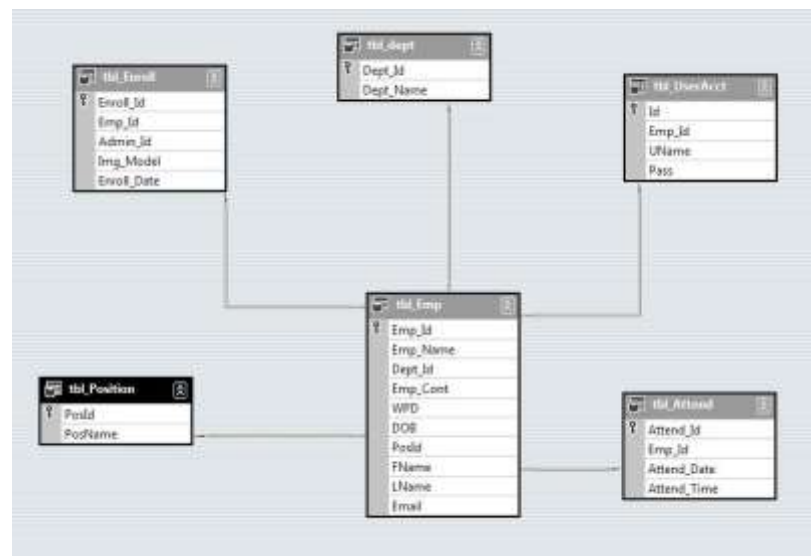 tbl_dept
Dept_Id
Dept_Name
tbl_Enroll
Enroll_Id
Emp_Id
Admin_Id
Img_Model
Enroll_Date
tbl_UserAcct
Id
Emp_Id
UName
Pass
tbl_Emp
Emp_Id
Emp_Name
Dept_Id
Emp_Cont
DOB
PosId
FName
LName
Email
tbl_Position
PosId
PosName
tbl_Attend
Attend_Id
Emp_Id
Attend_Date
Attend_Time